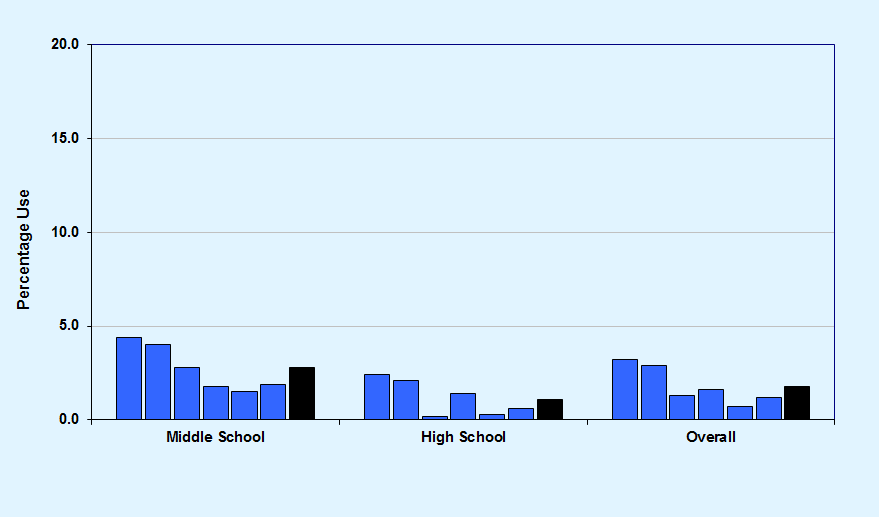 20.0
15.0
10.0
5.0
0.0
Percentage Use
Middle School
High School
Overall